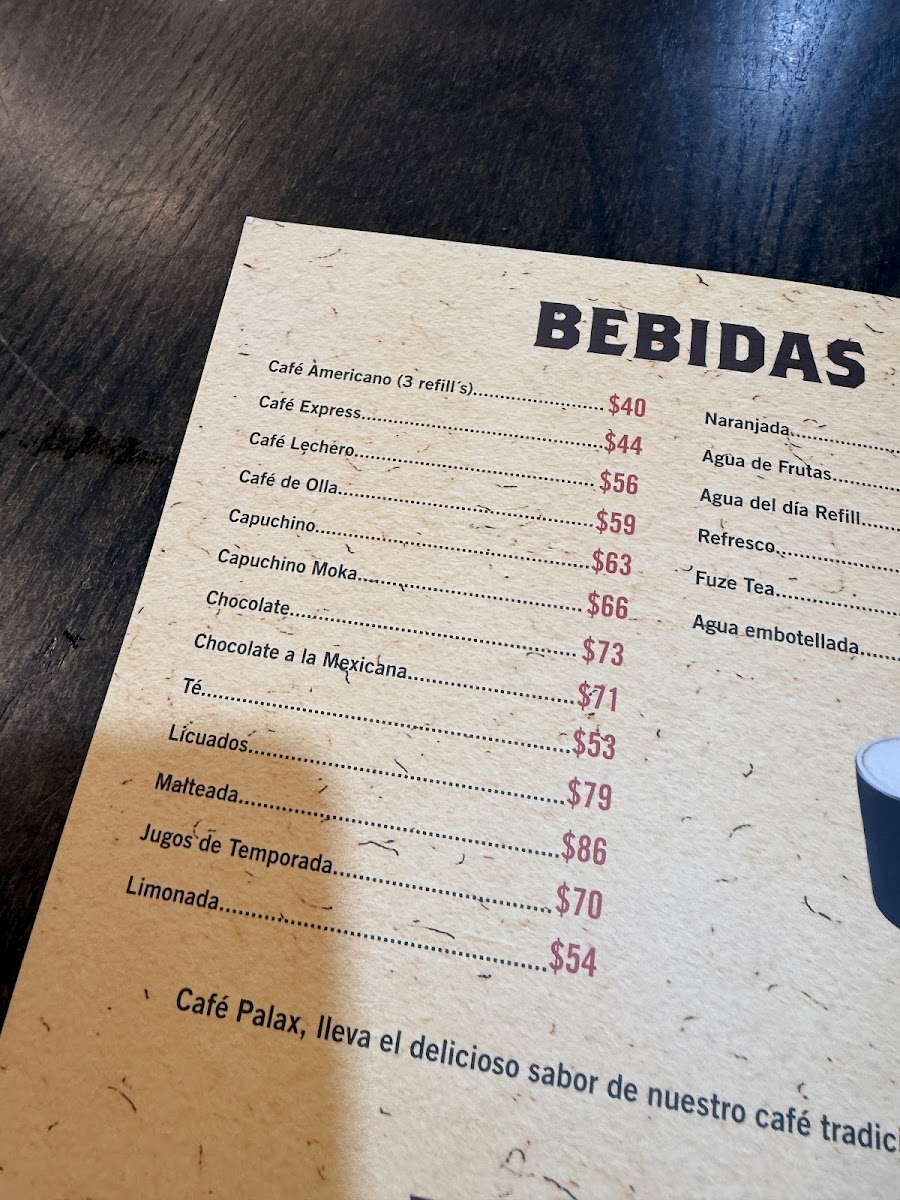 BEBIDAS
Café Americano (3 refill´s)..................... $40
Café Express........................................$44
Café Lechero........................................$56
Café de Olla..........................................$59
Capuchino.............................................$63
Capuchino Moka......................................$66
Chocolate.............................................. $73
Chocolate a la Mexicana...........................$71
Té..........................................................$53
Licuados.................................................$79
Malteada.................................................$86
Jugos de Temporada..................................$70
Limonada.................................................$54
Naranjada....................
Agua de Frutas............
Agua del día Refill.......
Refresco......................
Fuze Tea......................
Agua embotellada.......
Café Palax, lleva el delicioso sabor de nuestro café tradici